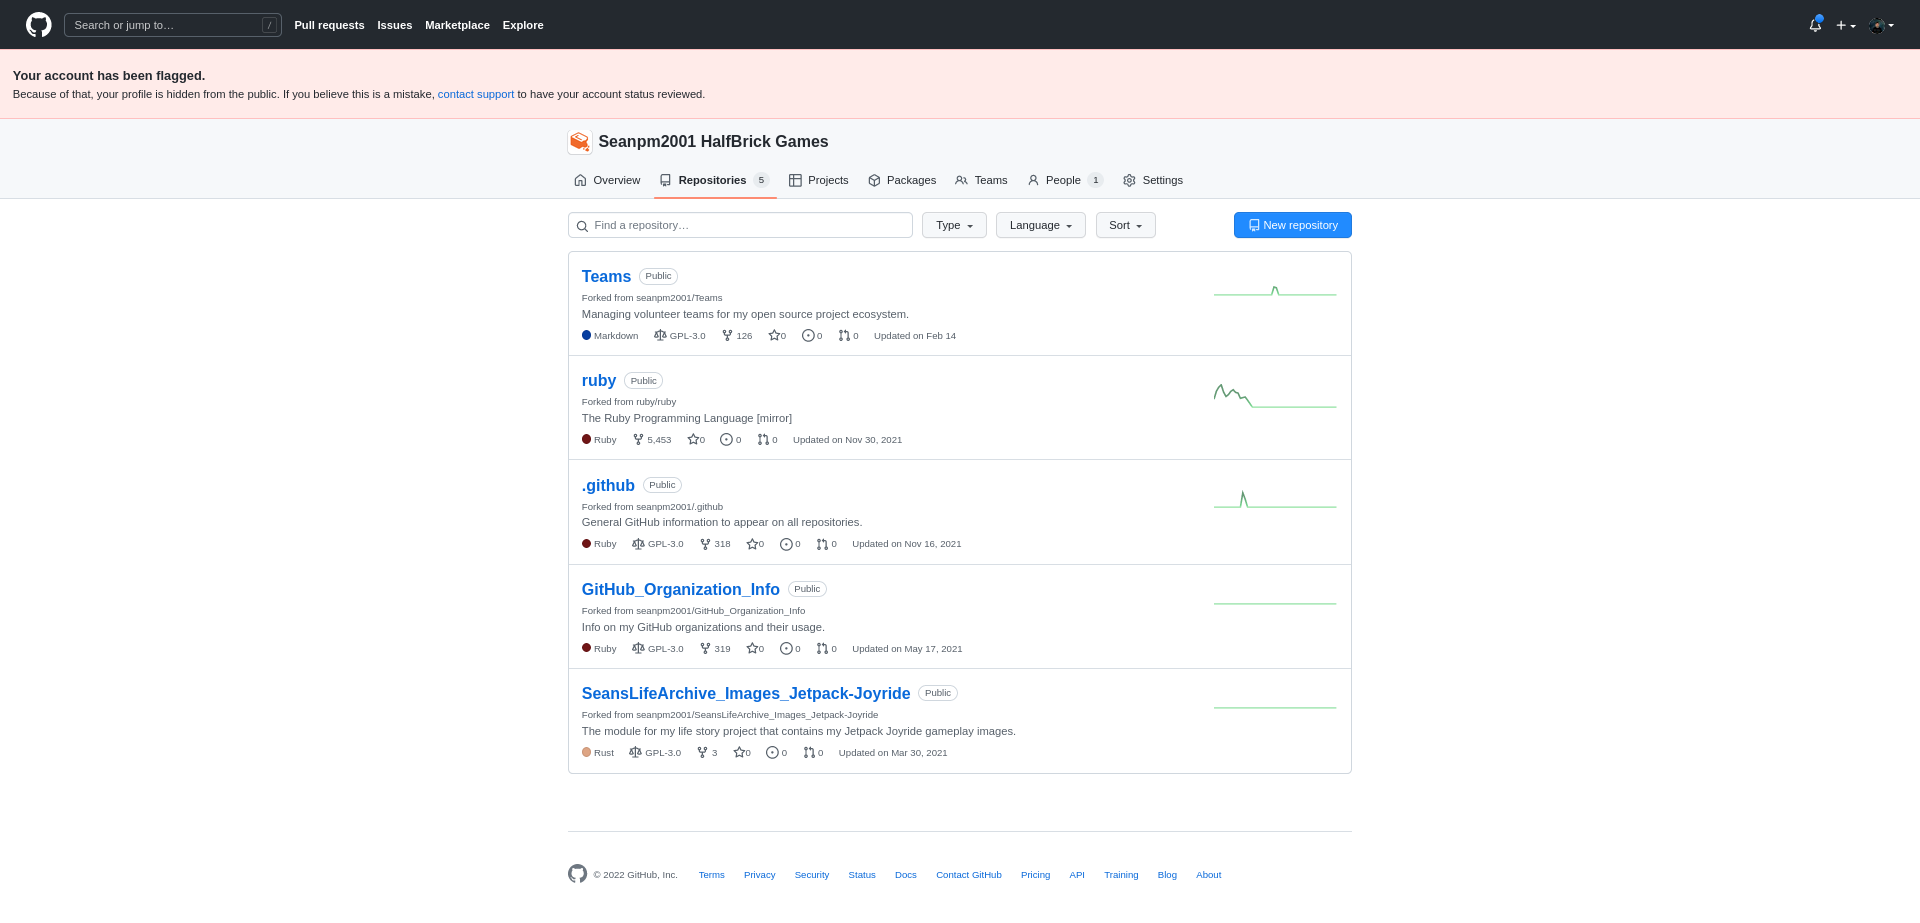 Search or jump to… / Pull requests Issues Marketplace Explore
Your account has been flagged.
Because of that, your profile is hidden from the public. If you believe this is a mistake, contact support to have your account status reviewed.
Seanpm2001 HalfBrick Games
Overview Repositories 5 Projects Packages Teams People 1 Settings
Find a repository… Type Language Sort New repository
Teams Public
Forked from seanpm2001/Teams
Managing volunteer teams for my open source project ecosystem.
Markdown GPL-3.0 126 0 0 0 Updated on Feb 14
ruby Public
Forked from ruby/ruby
The Ruby Programming Language [mirror]
Ruby 5,453 0 0 0 Updated on Nov 30, 2021
.github Public
Forked from seanpm2001/.github
General GitHub information to appear on all repositories.
Ruby GPL-3.0 318 0 0 0 Updated on Nov 16, 2021
GitHub_Organization_Info Public
Forked from seanpm2001/GitHub_Organization_Info
Info on my GitHub organizations and their usage.
Ruby GPL-3.0 319 0 0 0 Updated on May 17, 2021
SeansLifeArchive_Images_Jetpack-Joyride Public
Forked from seanpm2001/SeansLifeArchive_Images_Jetpack-Joyride
The module for my life story project that contains my Jetpack Joyride gameplay images.
Rust GPL-3.0 3 0 0 0 Updated on Mar 30, 2021
© 2022 GitHub, Inc. Terms Privacy Security Status Docs Contact GitHub Pricing API Training Blog About